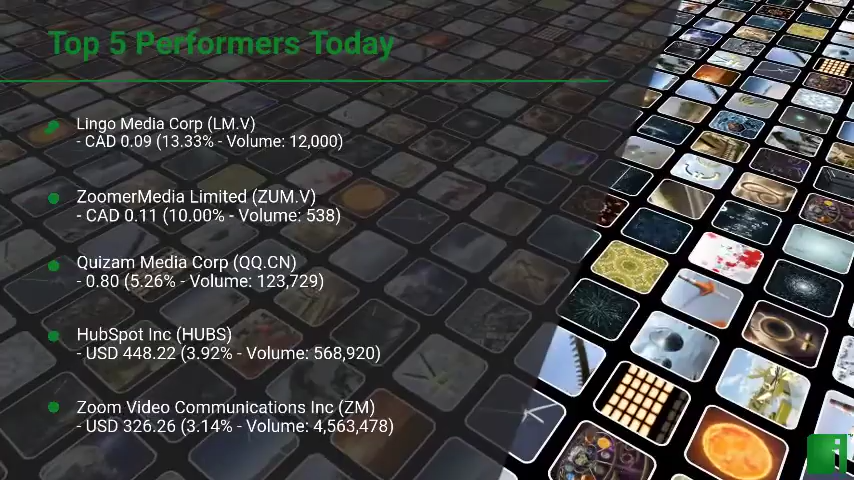 Top 5 Performers Today
Lingo Media Corp (LM.V)
- CAD 0.09 (13.33% - Volume: 12,000)
ZoomerMedia Limited (ZUM.V)
- CAD 0.11 (10.00% - Volume: 538)
Quizam Media Corp (QQ.CN)
- 0.80 (5.26% - Volume: 123,729)
HubSpot Inc (HUBS)
- USD 448.22 (3.92% - Volume: 568,920)
Zoom Video Communications Inc (ZM)
- USD 326.26 (3.14% - Volume: 4,563,478)
i